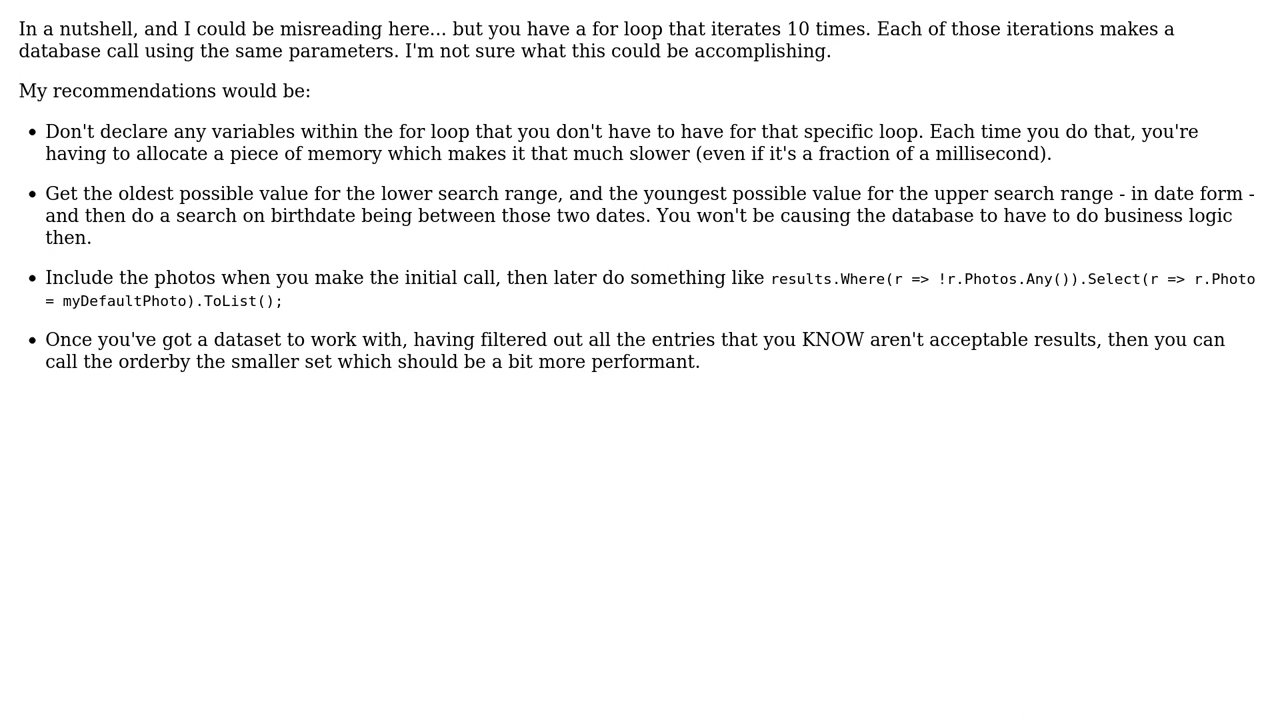 In a nutshell, and I could be misreading here... but you have a for loop that iterates 10 times. Each of those iterations makes a
database call using the same parameters. I'm not sure what this could be accomplishing.
My recommendations would be:
• Don't declare any variables within the for loop that you don't have to have for that specific loop. Each time you do that, you're
having to allocate a piece of memory which makes it that much slower (even if it's a fraction of a millisecond).
• Get the oldest possible value for the lower search range, and the youngest possible value for the upper search range - in date form -
and then do a search on birthdate being between those two dates. You won't be causing the database to have to do business logic
then.
• Include the photos when you make the initial call, then later do something like results.Where(r => !r.Photos.Any()).Select(r => r.Photo
= myDefaultPhoto).ToList();
• Once you've got a dataset to work with, having filtered out all the entries that you KNOW aren't acceptable results, then you can
call the orderby the smaller set which should be a bit more performant.